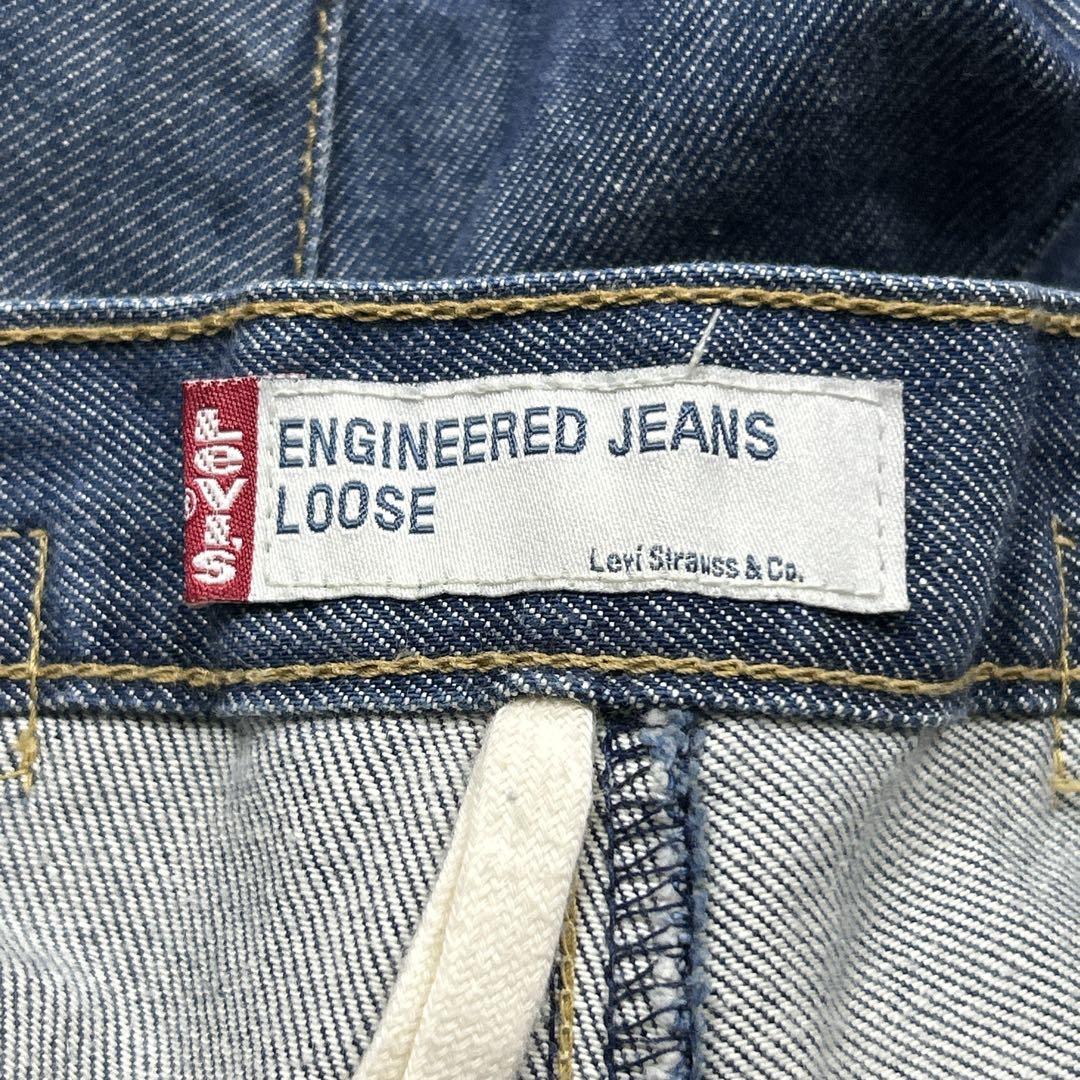 LEVI'S®
ENGINEERED JEANS
LOOSE
Levi Strauss & Co.